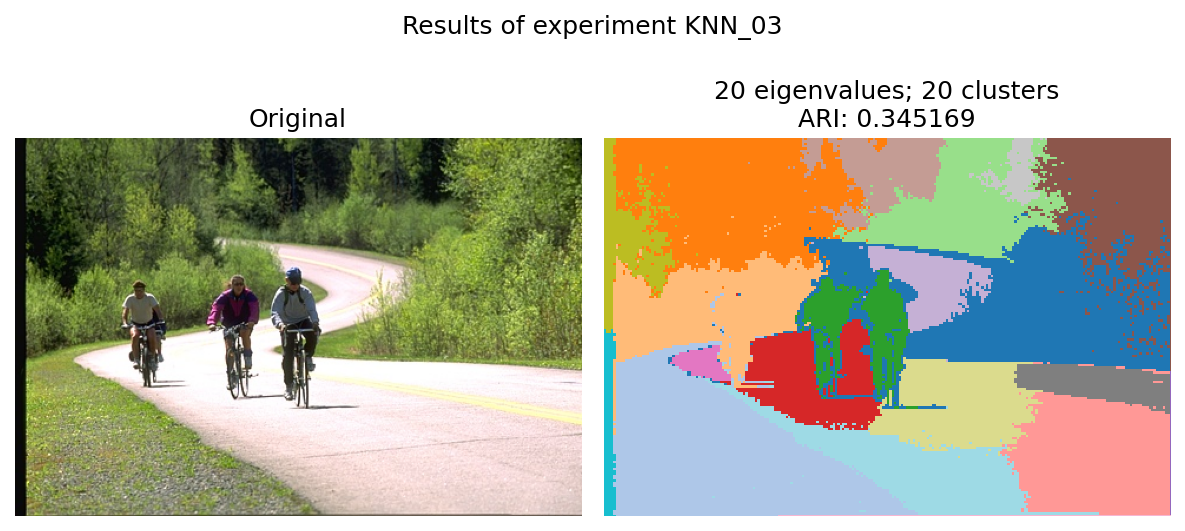 Results of experiment KNN_03
Original
20 eigenvalues; 20 clusters
ARI: 0.345169